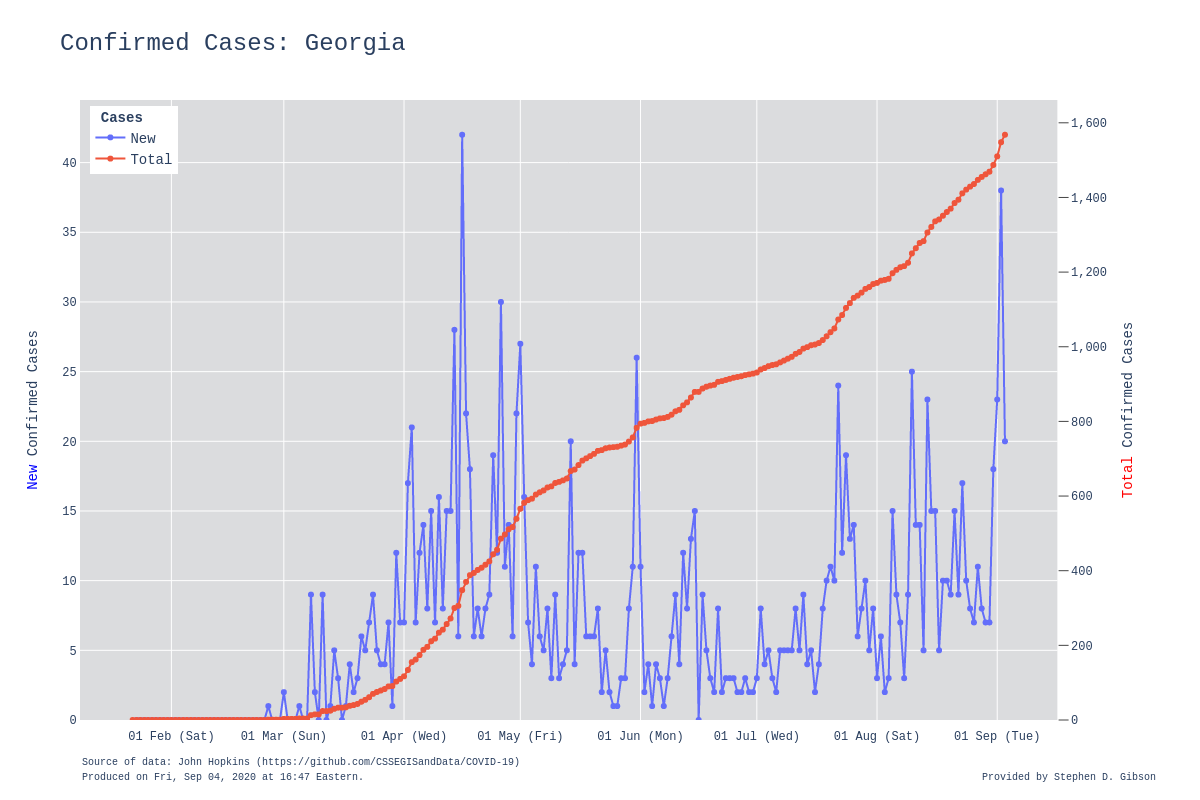 Confirmed Cases: Georgia
Cases
New
Total
40
35
30
25
20
15
10
5
0
1,600
1,400
1,200
1,000
800
600
400
200
0
New Confirmed Cases
Total Confirmed Cases
01 Feb (Sat)
01 Mar (Sun)
01 Apr (Wed)
01 May (Fri)
01 Jun (Mon)
01 Jul (Wed)
01 Aug (Sat)
01 Sep (Tue)
Source of data: John Hopkins (https://github.com/CSSEGISandData/COVID-19)
Produced on Fri, Sep 04, 2020 at 16:47 Eastern.
Provided by Stephen D. Gibson